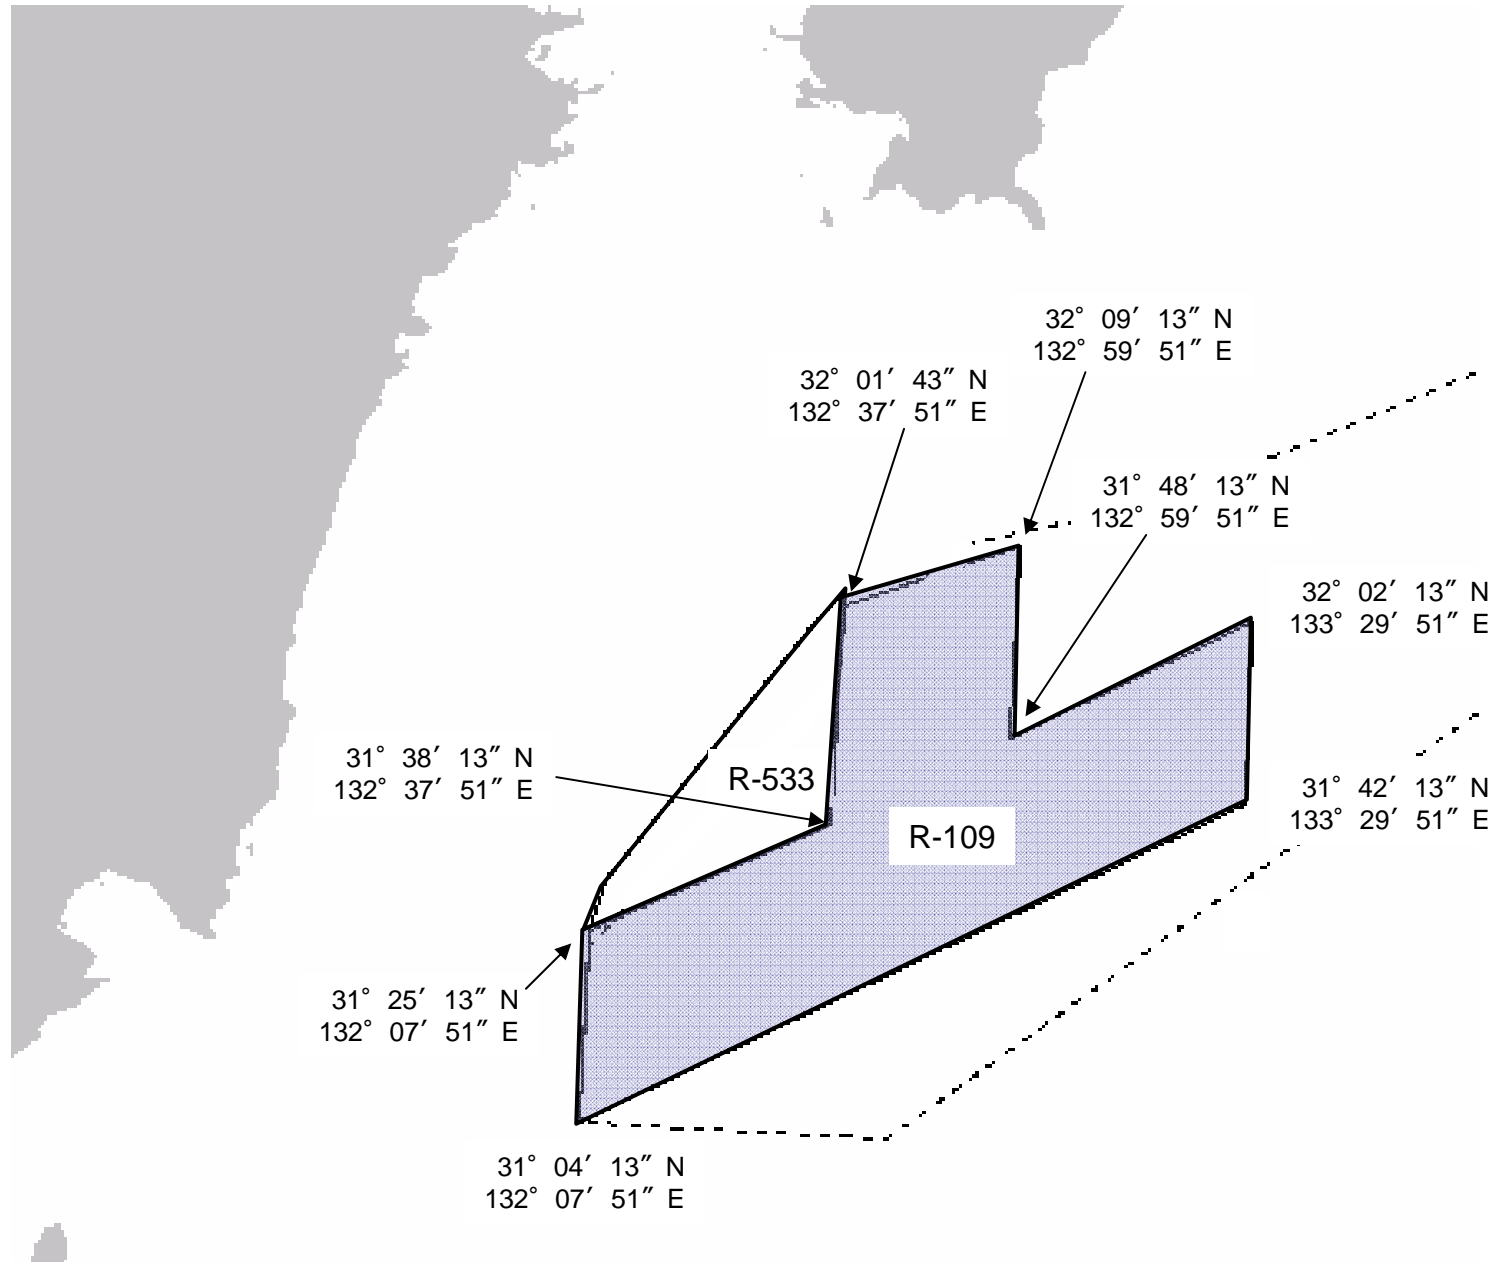 32° 09′ 13″ N
132° 59′ 51″ E
32° 01′ 43″ N
132° 37′ 51″ E
31° 48′ 13″ N
132° 59′ 51″ E
32° 02′ 13″ N
133° 29′ 51″ E
31° 38′ 13″ N
132° 37′ 51″ E
R-533
31° 42′ 13″ N
133° 29′ 51″ E
R-109
31° 25′ 13″ N
132° 07′ 51″ E
31° 04′ 13″ N
132° 07′ 51″ E